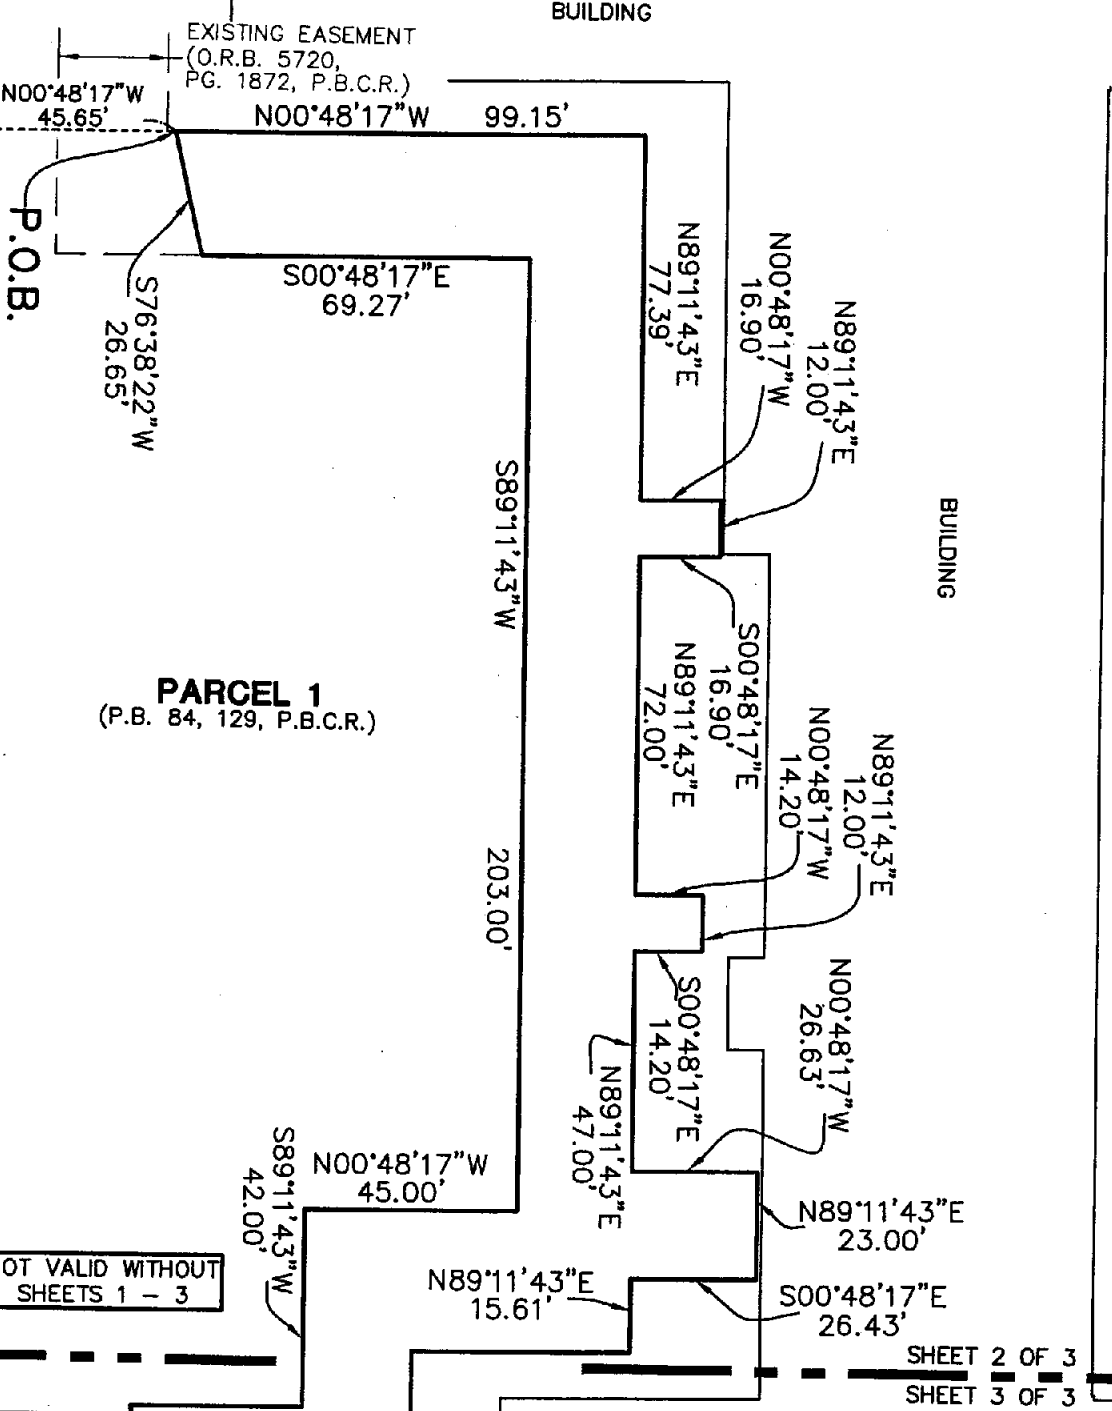 BUILDING
EXISTING EASEMENT
(O.R.B. 5720,
PG. 1872, P.B.C.R.)
N00°48'17"W
45.65'
N00°48'17"W 99.15'
P.O.B.
S76°38'22"W
26.65'
S00°48'17"E
69.27'
N89°11'43"E
77.39'
N00°48'17"W
16.90'
N89°11'43"E
12.00'
BUILDING
S89°11'43"W 203.00'
S00°48'17"E
16.90'
N89°11'43"E
72.00'
PARCEL 1
(P.B. 84, 129, P.B.C.R.)
N00°48'17"W
14.20'
N89°11'43"E
12.00'
S00°48'17"E
14.20'
N00°48'17"W
26.63'
N89°11'43"E
47.00'
S89°11'43"W
42.00'
N00°48'17"W
45.00'
N89°11'43"E
23.00'
OT VALID WITHOUT
SHEETS 1 – 3
N89°11'43"E
15.61'
S00°48'17"E
26.43'
SHEET 2 OF 3
SHEET 3 OF 3